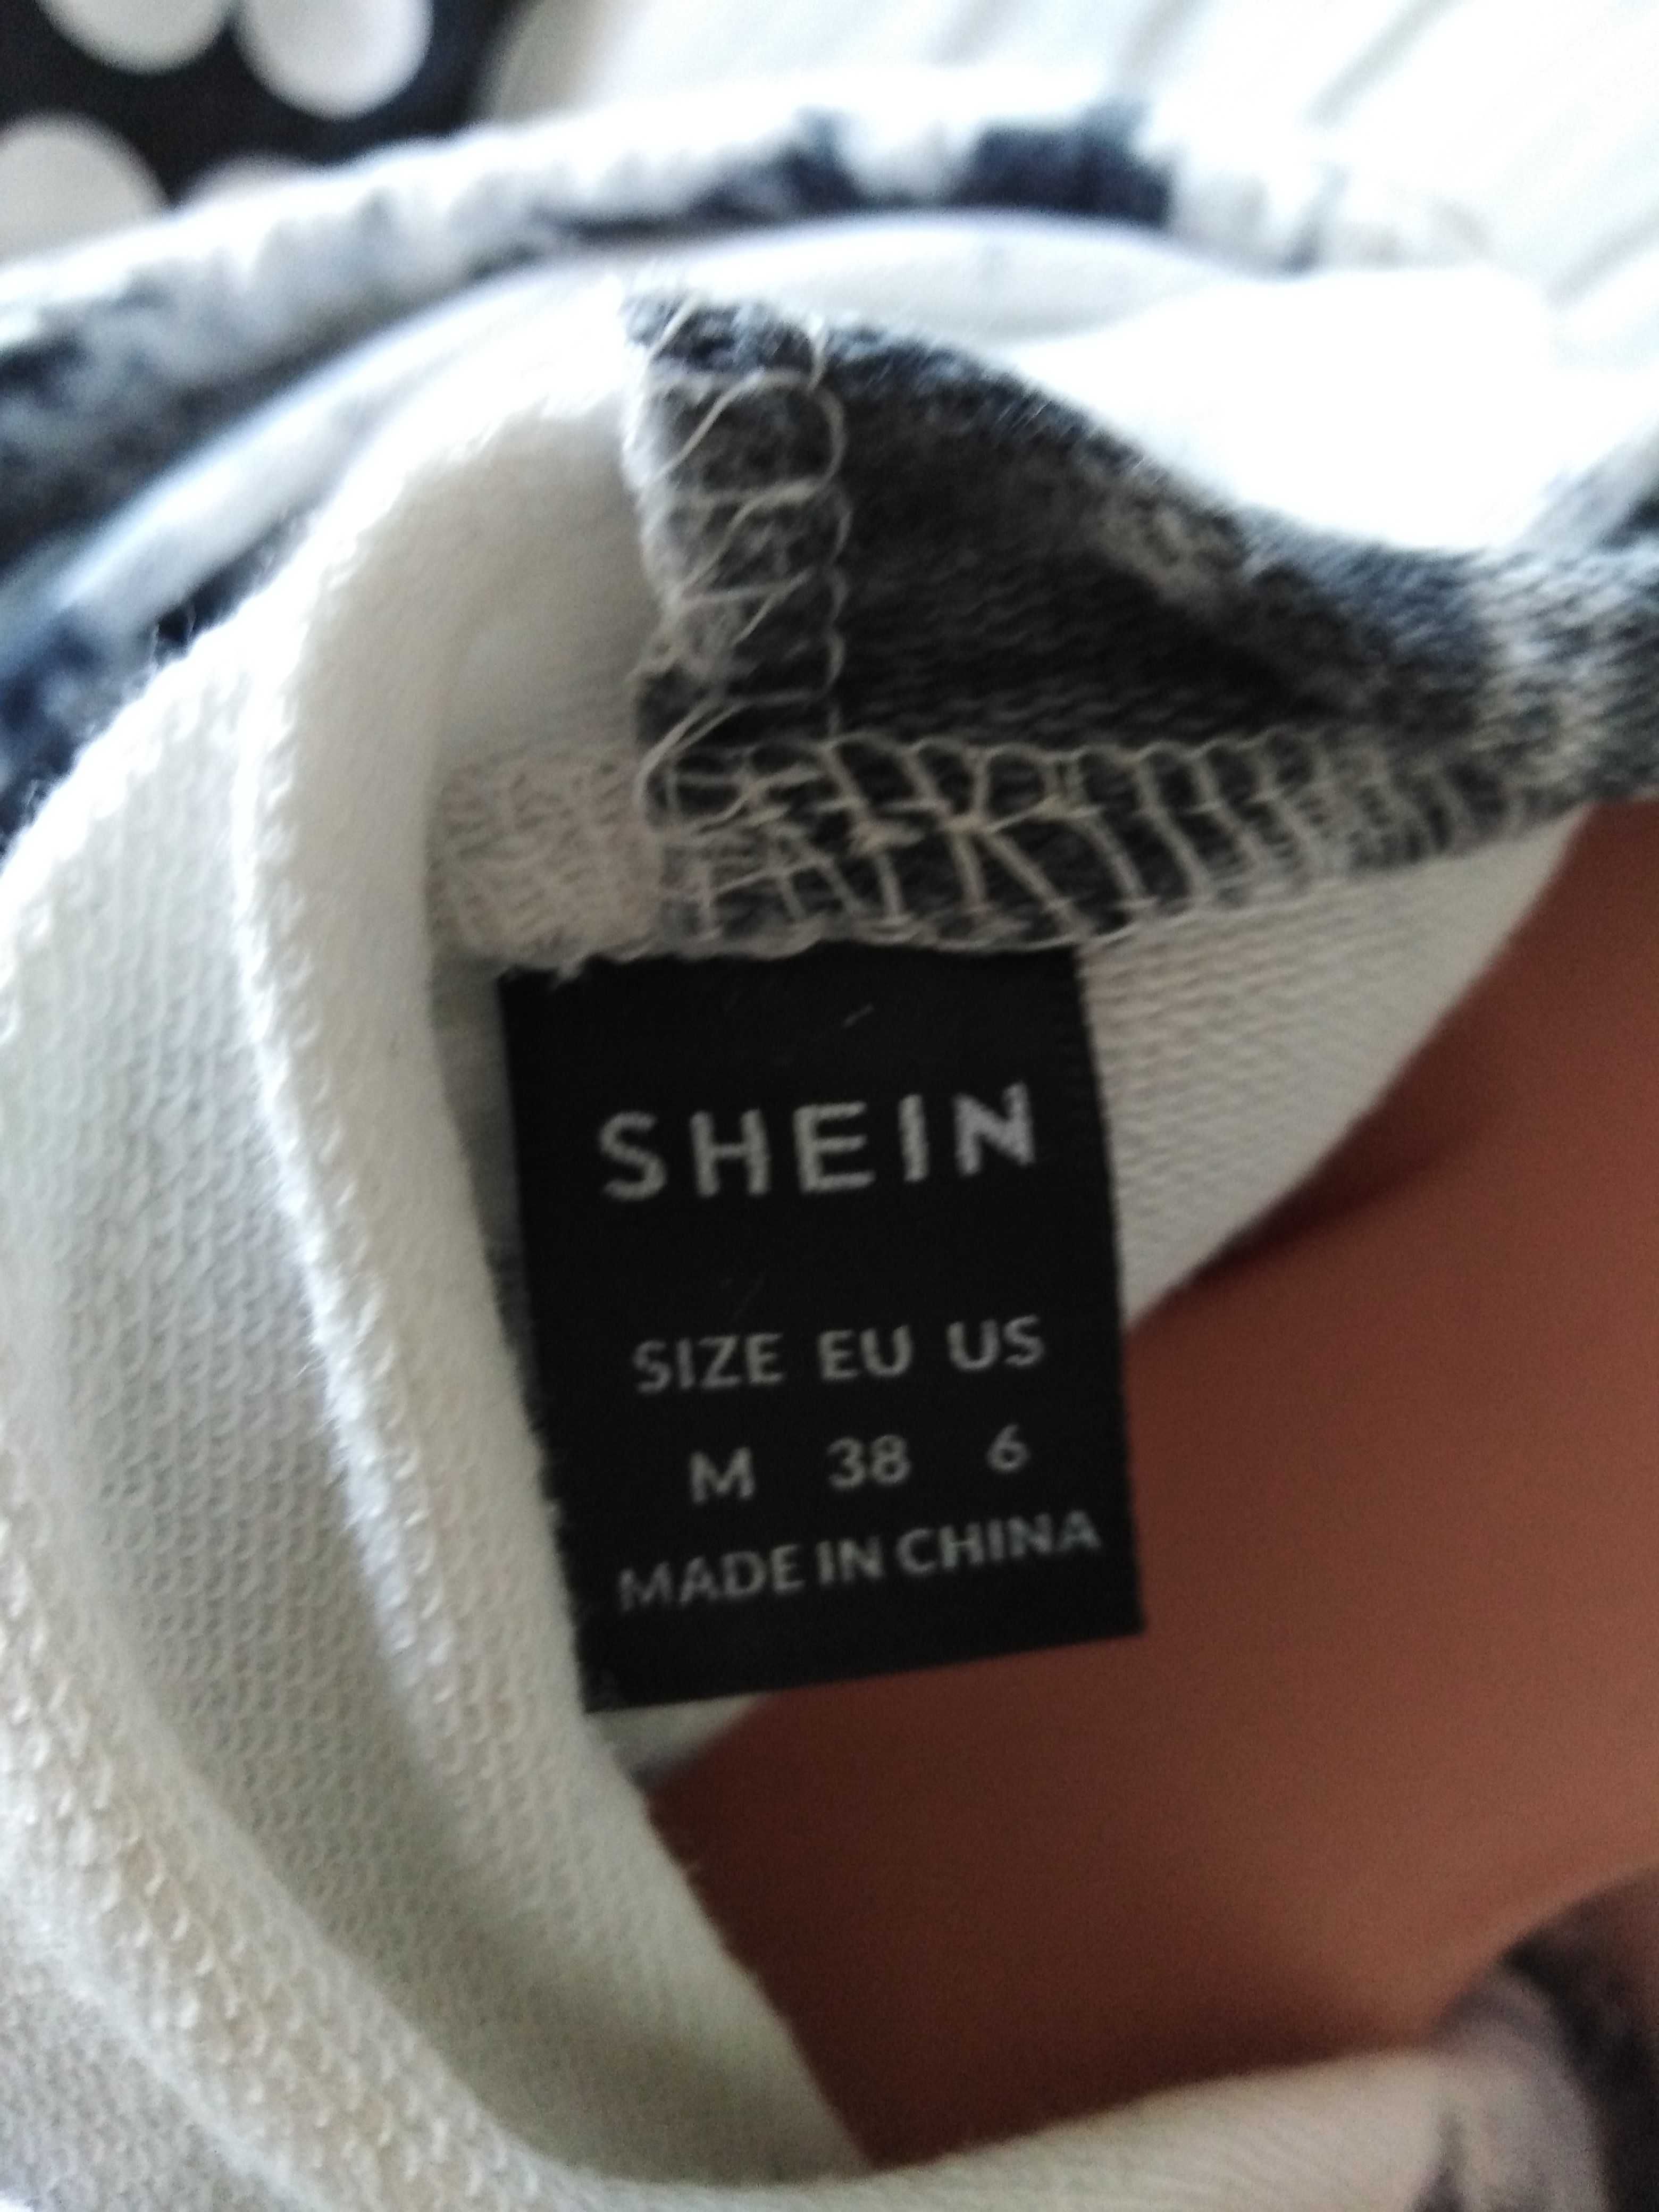 SHEIN
SIZE EU US
M 38 6
MADE IN CHINA